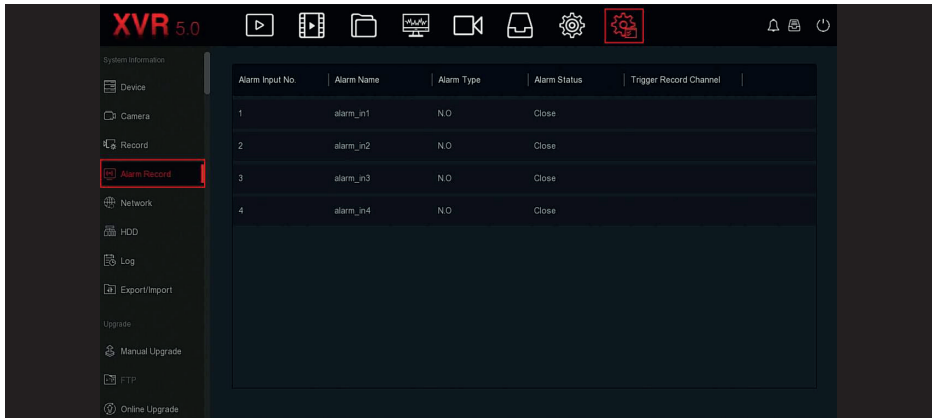 XVR 5.0
System Information
Device
Camera
Record
Alarm Record
Network
HDD
Log
Export/Import
Upgrade
Manual Upgrade
FTP
Online Upgrade
Alarm Input No. Alarm Name Alarm Type Alarm Status Trigger Record Channel
1 alarm_in1 N.O Close
2 alarm_in2 N.O Close
3 alarm_in3 N.O Close
4 alarm_in4 N.O Close